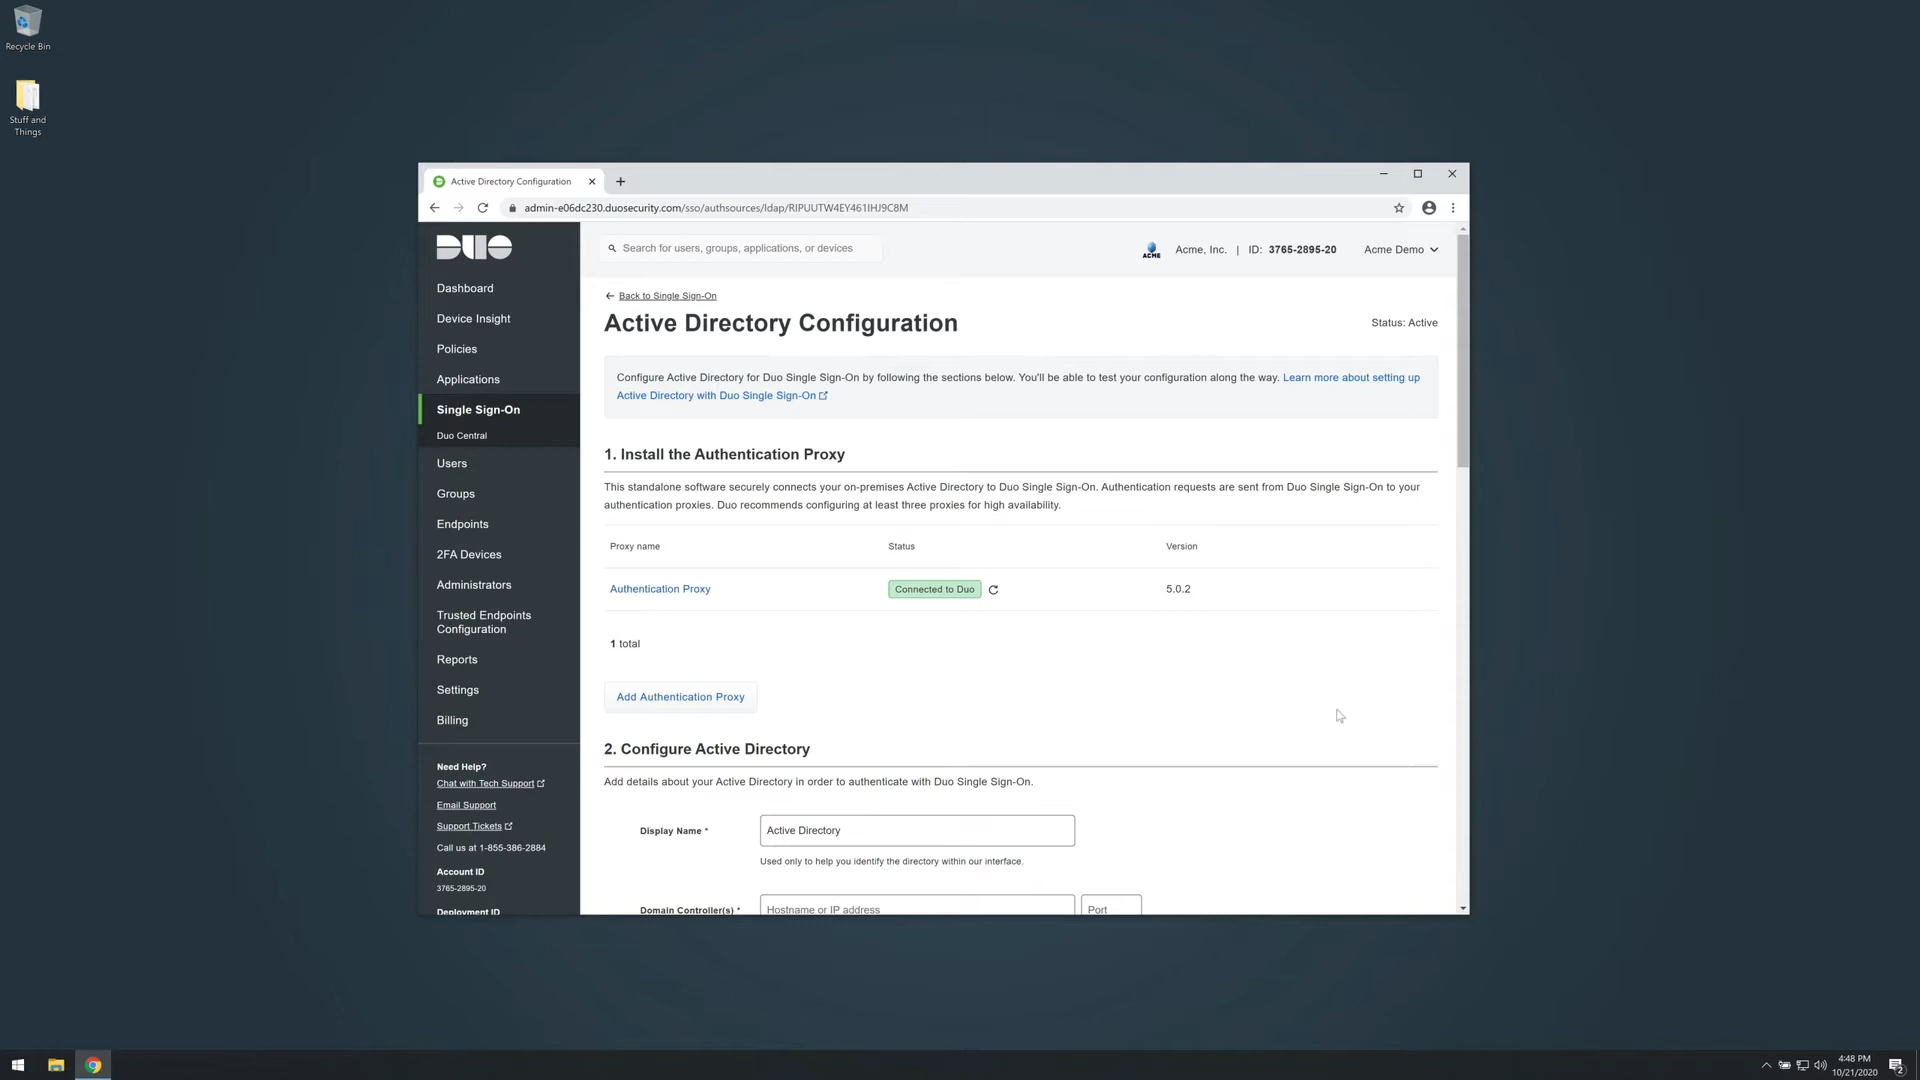 Recycle Bin
Stuff and
Things
Active Directory Configuration
admin-e06dc230.duosecurity.com/sso/authsources/ldap/RIPUUTW4EY461IHJ9C8M
DUO
Search for users, groups, applications, or devices
ACME
Acme, Inc. | ID: 3765-2895-20
Acme Demo
Dashboard
Device Insight
Policies
Applications
Single Sign-On
Duo Central
Users
Groups
Endpoints
2FA Devices
Administrators
Trusted Endpoints
Configuration
Reports
Settings
Billing
Need Help?
Chat with Tech Support
Email Support
Support Tickets
Call us at 1-855-386-2884
Account ID
3765-2895-20
Deployment ID
Back to Single Sign-On
Active Directory Configuration
Status: Active
Configure Active Directory for Duo Single Sign-On by following the sections below. You'll be able to test your configuration along the way. Learn more about setting up
Active Directory with Duo Single Sign-On
1. Install the Authentication Proxy
This standalone software securely connects your on-premises Active Directory to Duo Single Sign-On. Authentication requests are sent from Duo Single Sign-On to your
authentication proxies. Duo recommends configuring at least three proxies for high availability.
Proxy name Status Version
Authentication Proxy Connected to Duo 5.0.2
1 total
Add Authentication Proxy
2. Configure Active Directory
Add details about your Active Directory in order to authenticate with Duo Single Sign-On.
Display Name * Active Directory
Used only to help you identify the directory within our interface.
Domain Controller(s) * Hostname or IP address Port
4:48 PM
10/21/2020
2